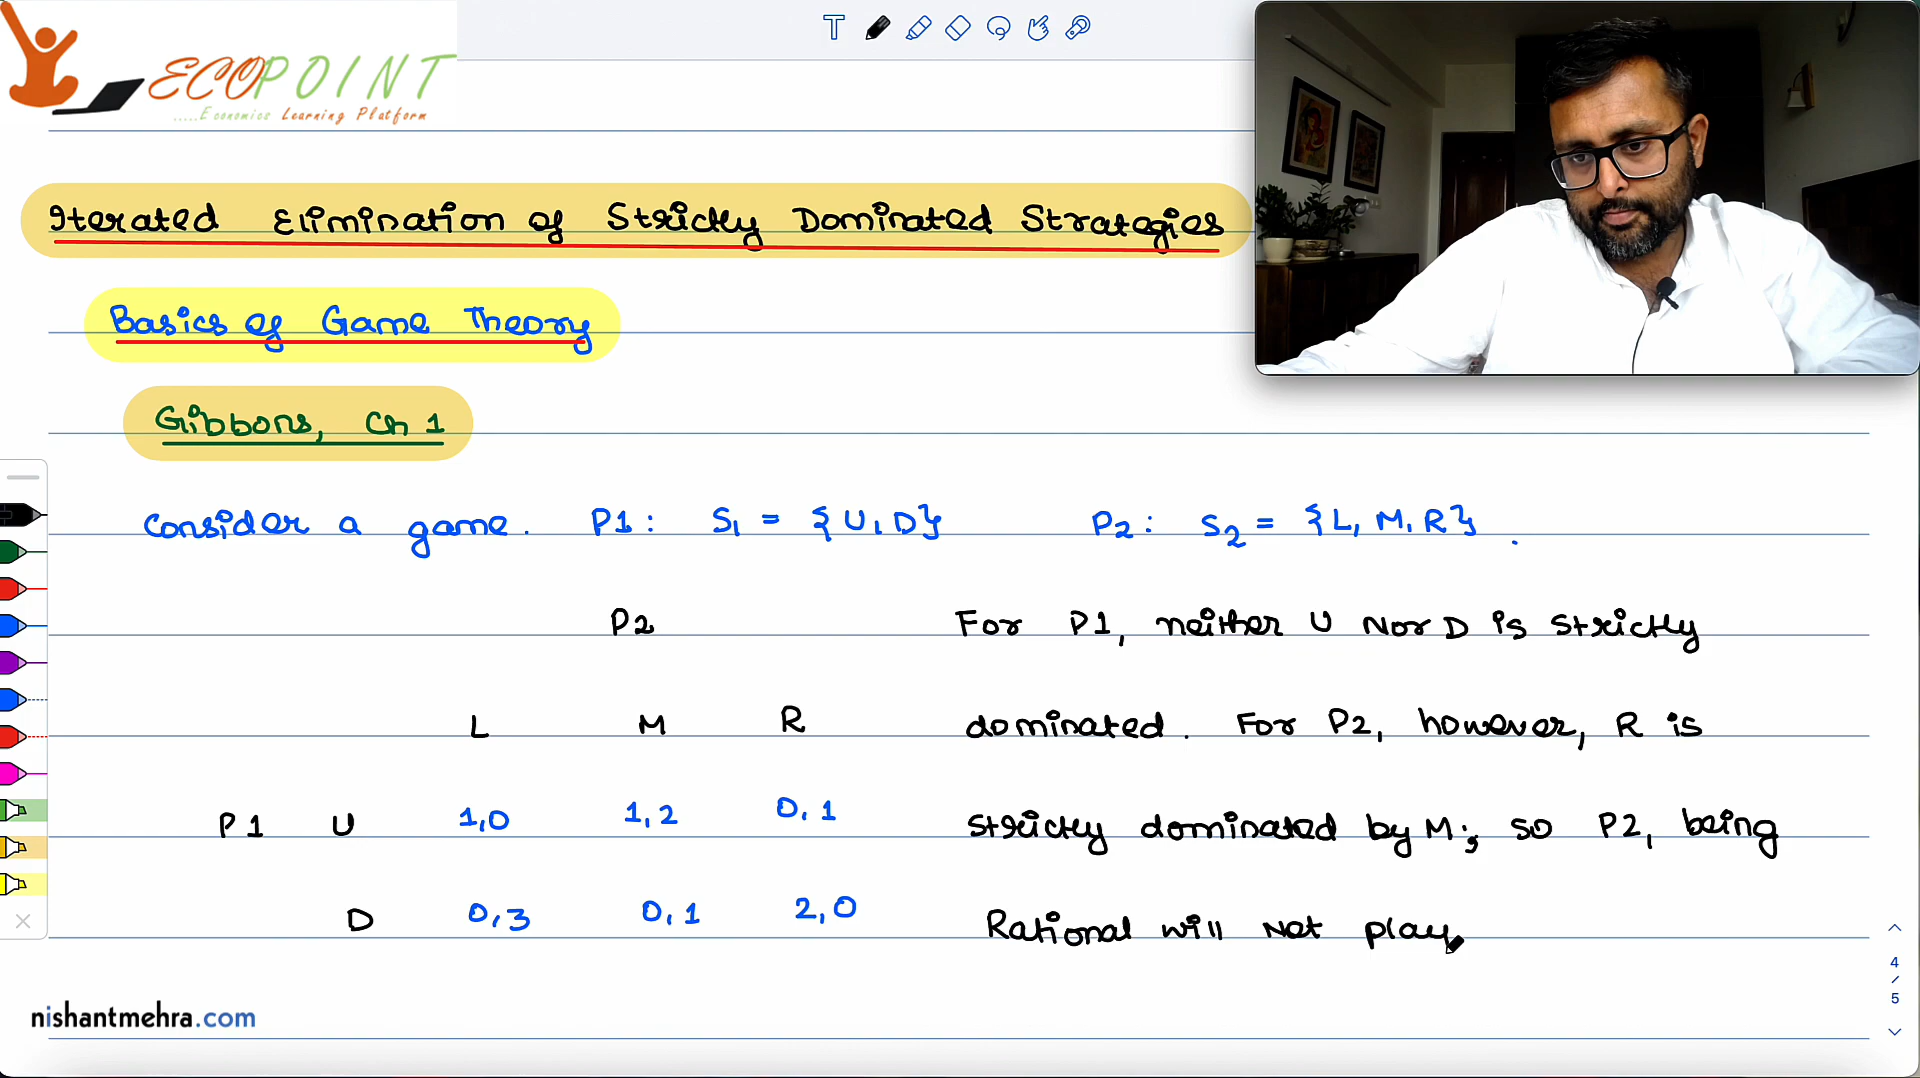 ECOPOINT
.....Economics Learning Platform
Iterated Elimination of Strictly Dominated Strategies
Basics of Game Theory
Gibbons, Ch 1
Consider a game. P1: S1 = {U, D} P2: S2 = {L, M, R}.
P2 For P1, neither U Nor D is strictly
L M R dominated. For P2, however, R is
P1 U 1,0 1,2 0,1 strictly dominated by M; so P2, being
D 0,3 0,1 2,0 Rational will not play
nishantmehra.com
4
/
5